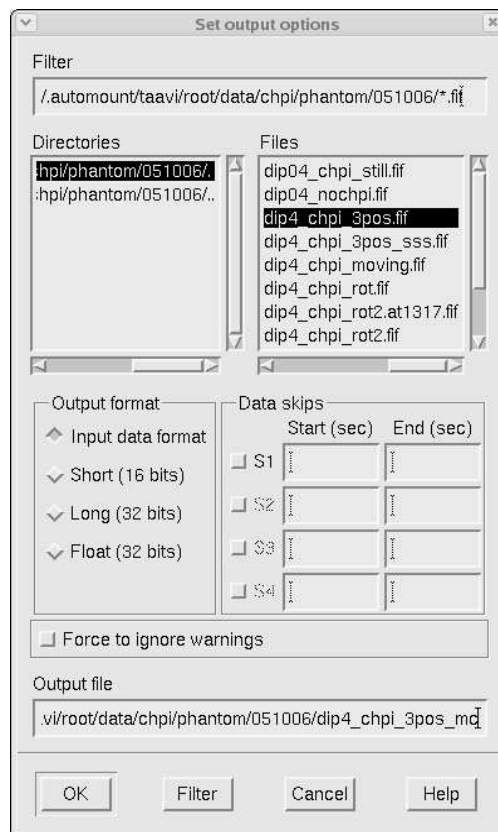 Set output options
Filter
/.automount/taavi/root/data/chpi/phantom/051006/*.fif
Directories
Files
:hpi/phantom/051006/.
:hpi/phantom/051006/..
dip04_chpi_still.fif
dip04_nochpi.fif
dip4_chpi_3pos.fif
dip4_chpi_3pos_sss.fif
dip4_chpi_moving.fif
dip4_chpi_rot.fif
dip4_chpi_rot2.at1317.fif
dip4_chpi_rot2.fif
Output format
Input data format
Short (16 bits)
Long (32 bits)
Float (32 bits)
Data skips
Start (sec) End (sec)
S1
S2
S3
S4
Force to ignore warnings
Output file
.vi/root/data/chpi/phantom/051006/dip4_chpi_3pos_mc
OK Filter Cancel Help